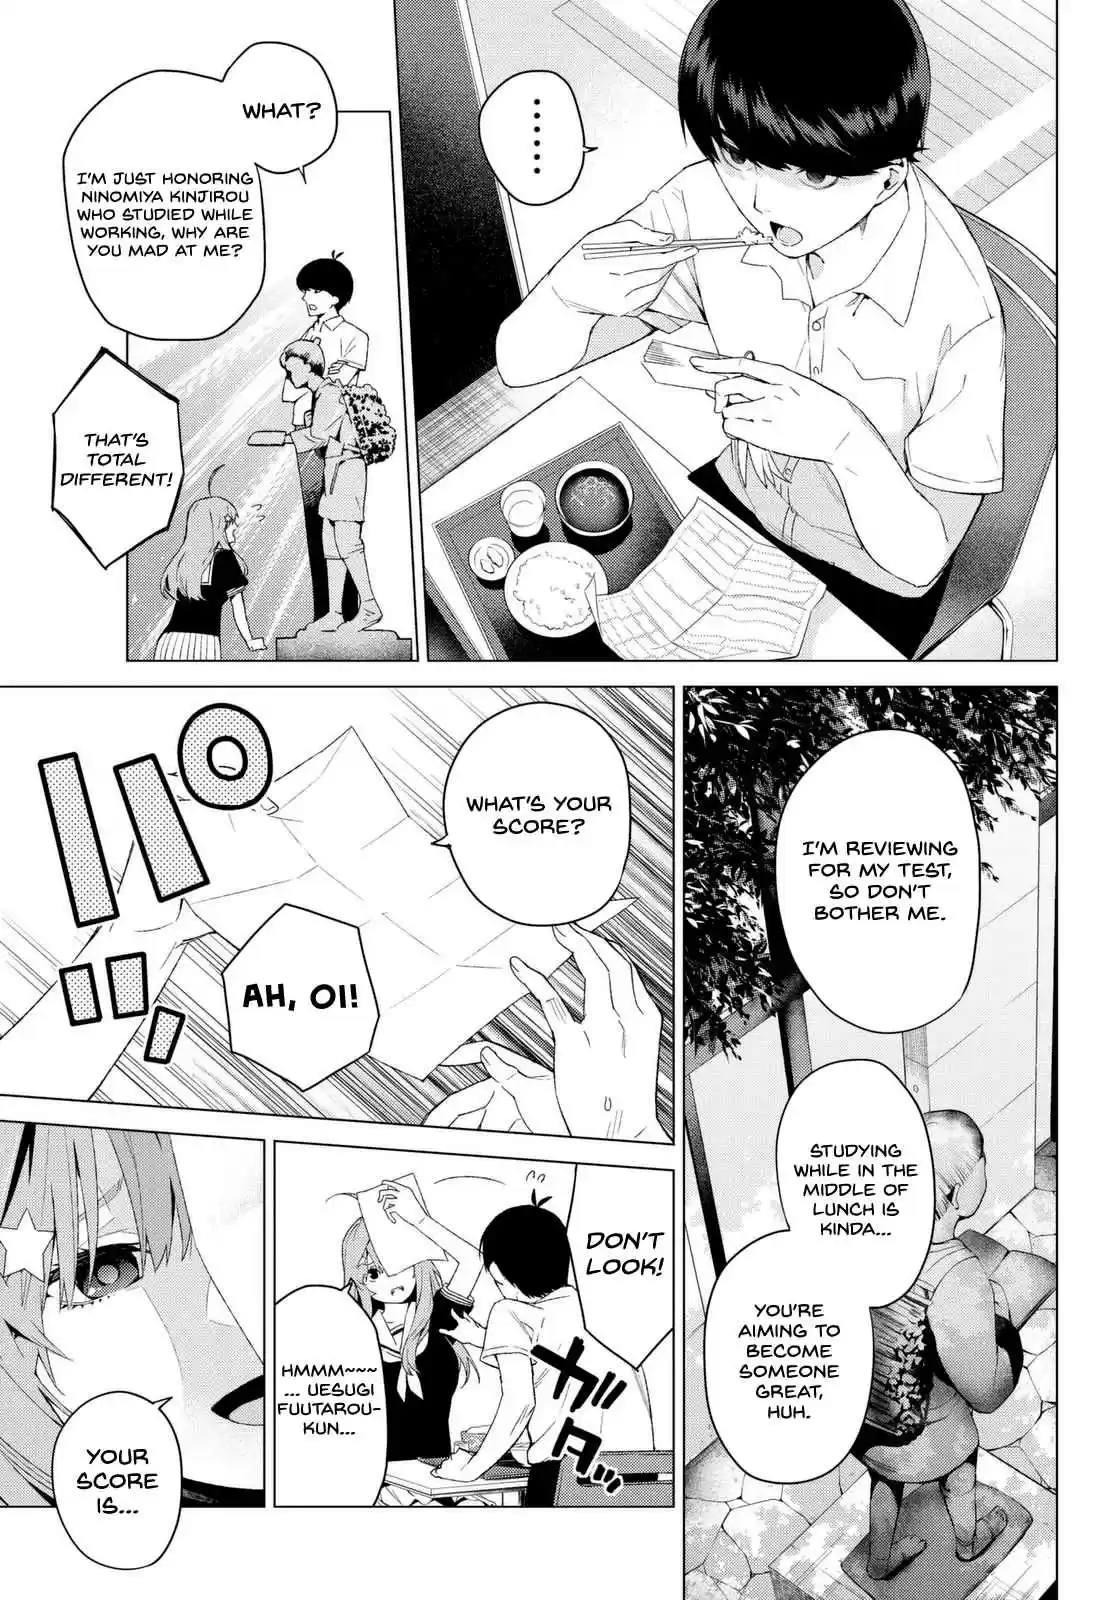 ......
WHAT?
I'M JUST HONORING
NINOMIYA KINJIROU
WHO STUDIED WHILE
WORKING, WHY ARE
YOU MAD AT ME?
THAT'S
TOTAL
DIFFERENT!
I'M REVIEWING
FOR MY TEST,
SO DON'T
BOTHER ME.
STUDYING
WHILE IN THE
MIDDLE OF
LUNCH IS
KINDA...
YOU'RE
AIMING TO
BECOME
SOMEONE
GREAT,
HUH.
WHAT'S YOUR
SCORE?
AH, OI!
DON'T
LOOK!
ガタ
HMMM~~~
... UESUGI
FUUTAROU-
KUN...
YOUR
SCORE
IS...